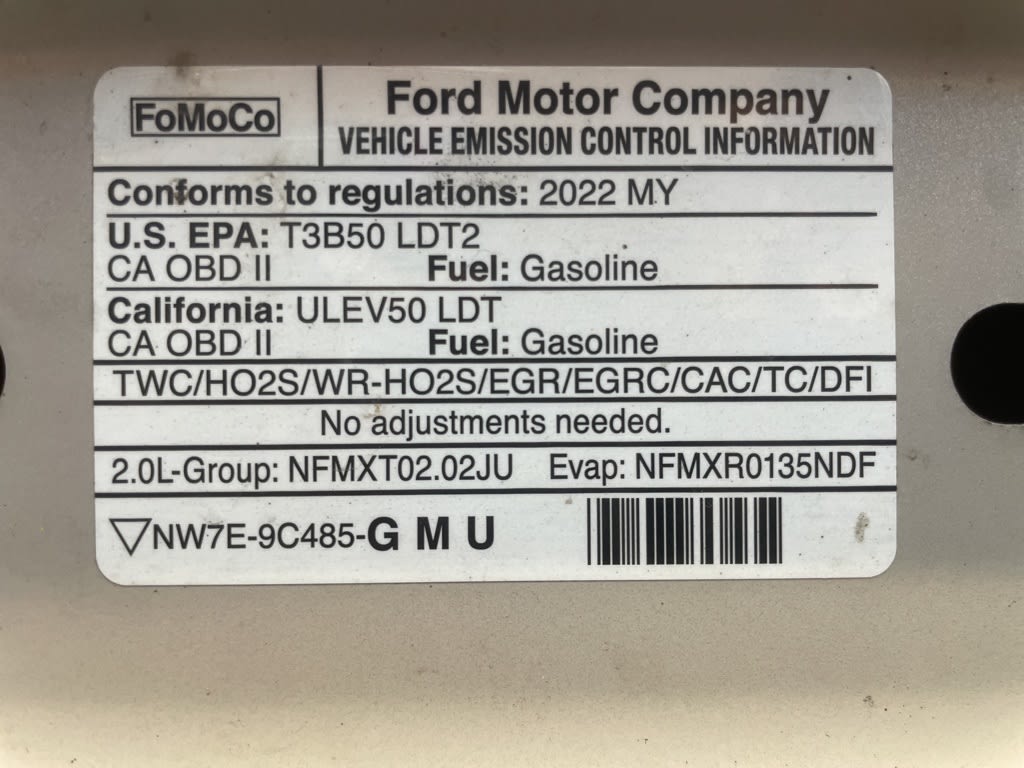 FoMoCo
Ford Motor Company
VEHICLE EMISSION CONTROL INFORMATION
Conforms to regulations: 2022 MY
U.S. EPA: T3B50 LDT2
CA OBD II Fuel: Gasoline
California: ULEV50 LDT
CA OBD II Fuel: Gasoline
TWC/HO2S/WR-HO2S/EGR/EGRC/CAC/TC/DFI
No adjustments needed.
2.0L-Group: NFMXT02.02JU Evap: NFMXR0135NDF
▽NW7E-9C485-G M U